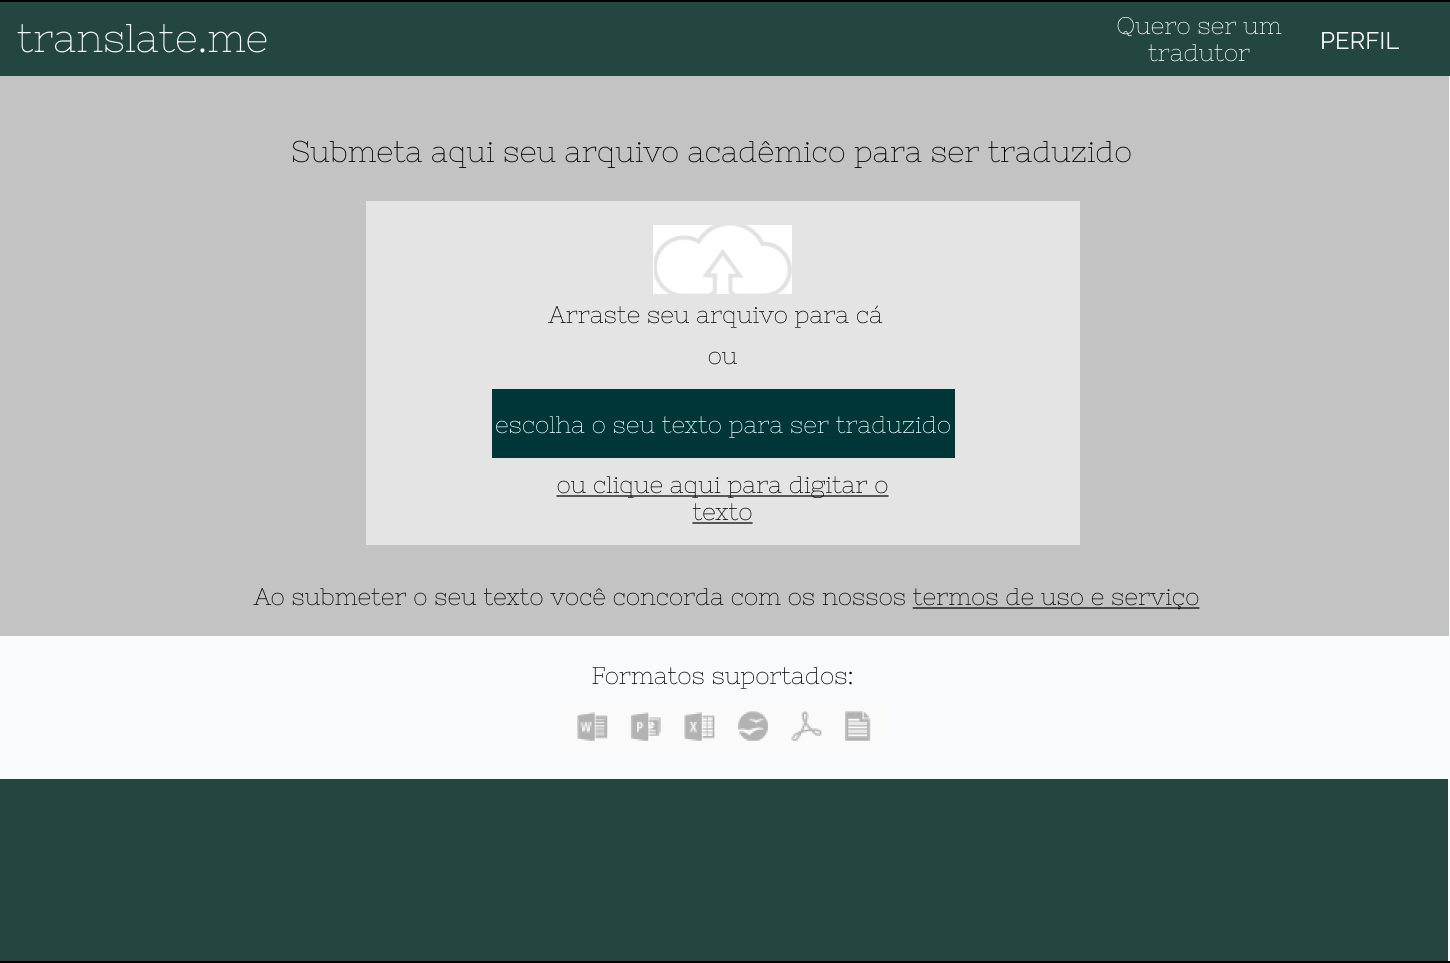 translate.me
Quero ser um
tradutor
PERFIL
Submeta aqui seu arquivo acadêmico para ser traduzido
Arraste seu arquivo para cá
ou
escolha o seu texto para ser traduzido
ou clique aqui para digitar o
texto
Ao submeter o seu texto você concorda com os nossos termos de uso e serviço
Formatos suportados:
W P X